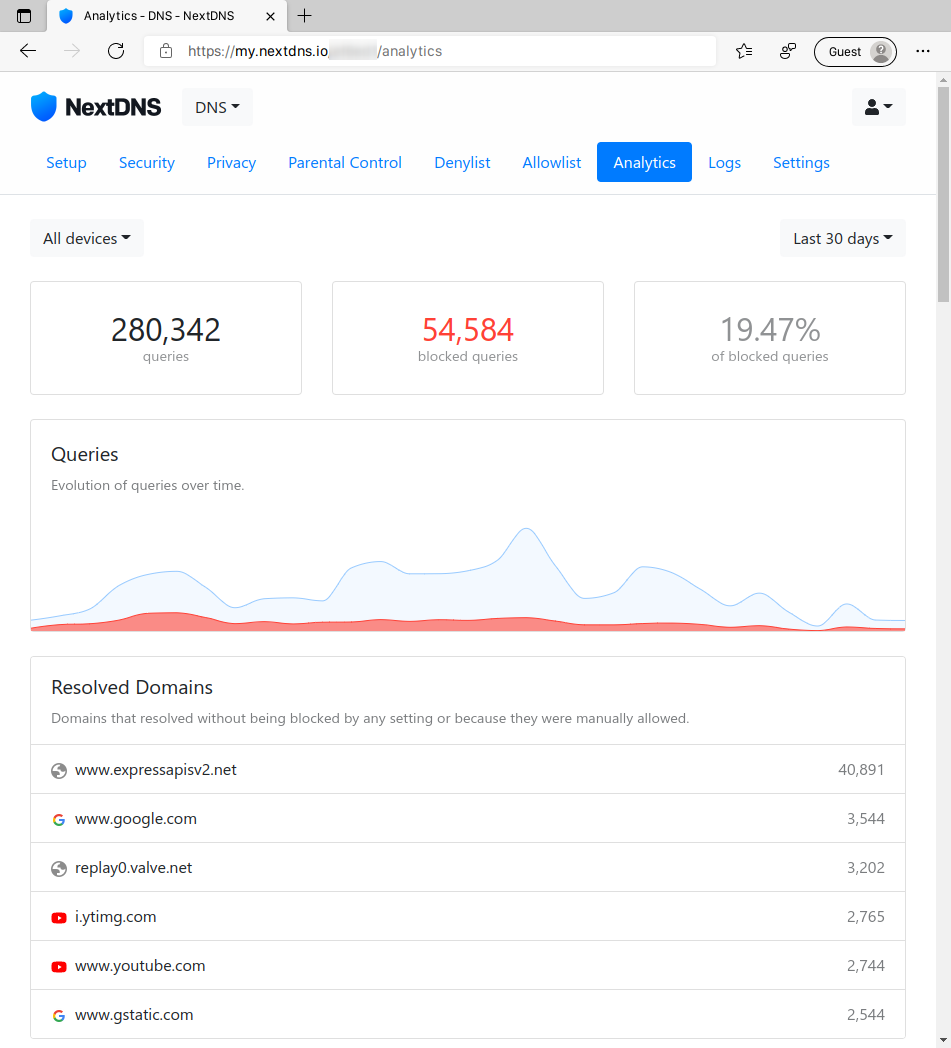 Analytics - DNS - NextDNS
https://my.nextdns.io/analytics
Guest
NextDNS
DNS
Setup Security Privacy Parental Control Denylist Allowlist Analytics Logs Settings
All devices
Last 30 days
280,342
queries
54,584
blocked queries
19.47%
of blocked queries
Queries
Evolution of queries over time.
Resolved Domains
Domains that resolved without being blocked by any setting or because they were manually allowed.
www.expressapisv2.net 40,891
www.google.com 3,544
replay0.valve.net 3,202
i.ytimg.com 2,765
www.youtube.com 2,744
www.gstatic.com 2,544